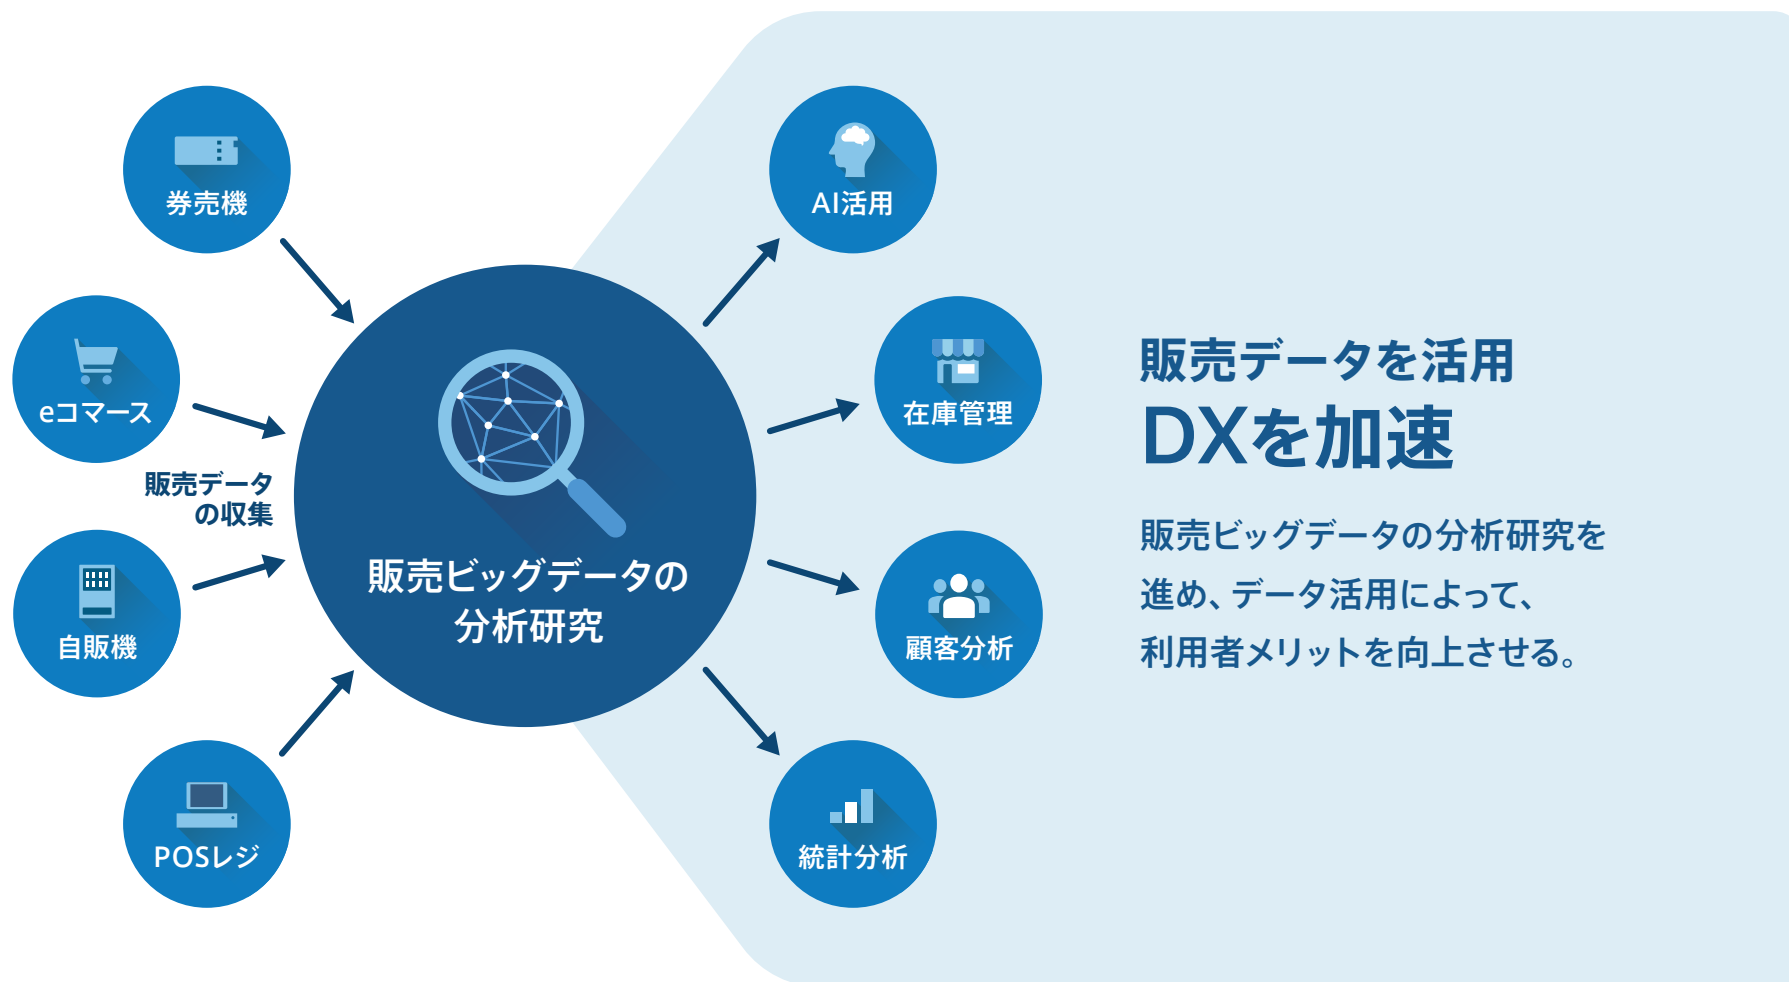 券売機
eコマース
販売データ
の収集
自販機
POSレジ
販売ビッグデータの
分析研究
AI活用
在庫管理
顧客分析
統計分析
販売データを活用
DXを加速
販売ビッグデータの分析研究を
進め、データ活用によって、
利用者メリットを向上させる。